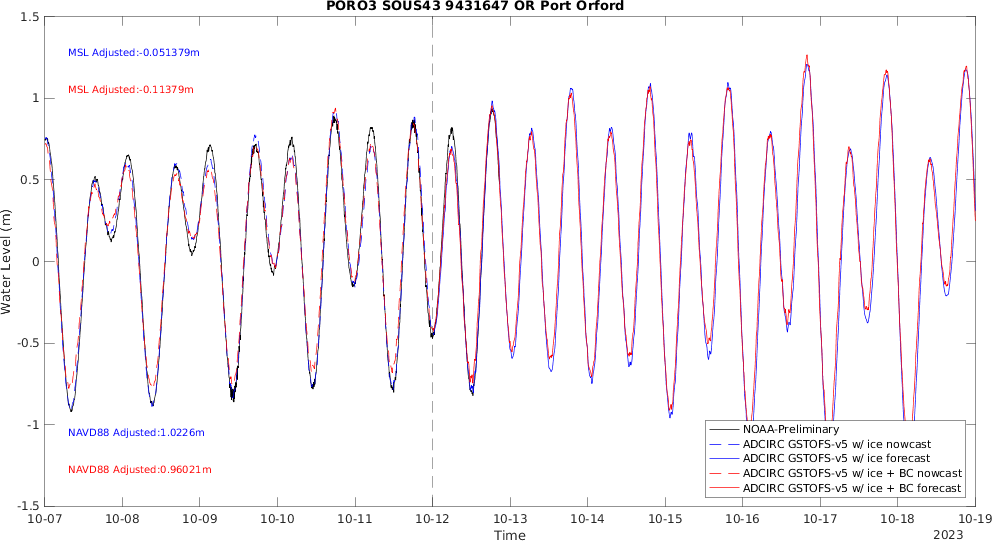 PORO3 SOUS43 9431647 OR Port Orford
1.5
MSL Adjusted:-0.051379m
MSL Adjusted:-0.11379m
1
0.5
Water Level (m)
0
-0.5
-1
NAVD88 Adjusted:1.0226m
NAVD88 Adjusted:0.96021m
-1.5
NOAA-Preliminary
ADCIRC GSTOFS-v5 w/ ice nowcast
ADCIRC GSTOFS-v5 w/ ice forecast
ADCIRC GSTOFS-v5 w/ ice + BC nowcast
ADCIRC GSTOFS-v5 w/ ice + BC forecast
10-07 10-08 10-09 10-10 10-11 10-12 10-13 10-14 10-15 10-16 10-17 10-18 10-19
Time
2023